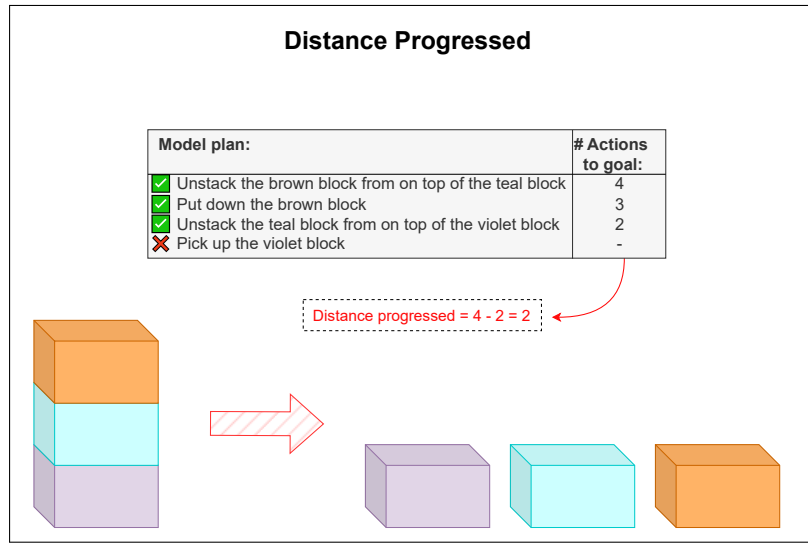 Distance Progressed
Model plan:
# Actions to goal:
✅ Unstack the brown block from on top of the teal block 4
✅ Put down the brown block 3
✅ Unstack the teal block from on top of the violet block 2
❌ Pick up the violet block -
Distance progressed = 4 - 2 = 2